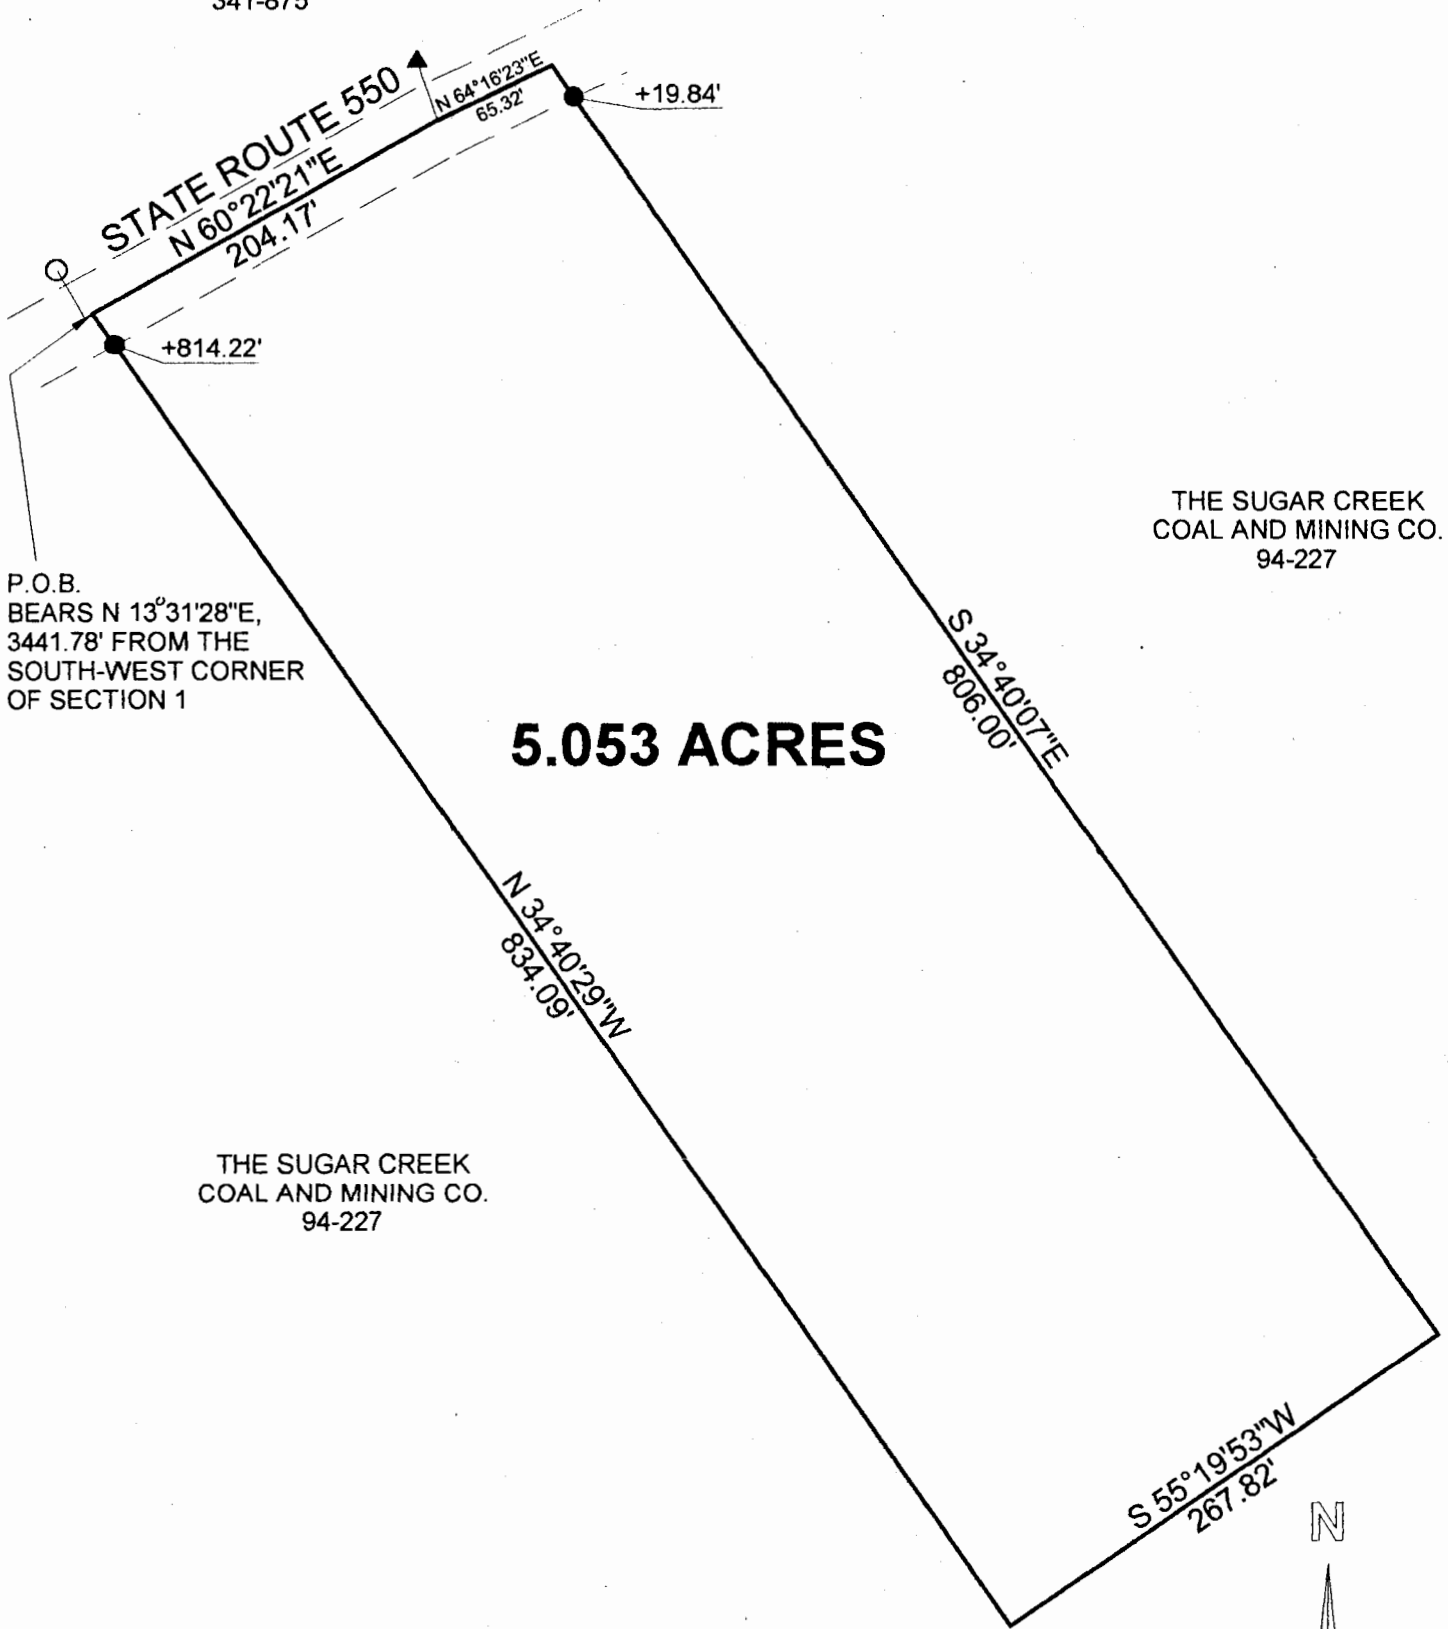 341-875
STATE ROUTE 550
N 64°16'23"E
65.32'
+19.84'
N 60°22'21"E
204.17'
+814.22'
THE SUGAR CREEK
COAL AND MINING CO.
94-227
P.O.B.
BEARS N 13°31'28"E,
3441.78' FROM THE
SOUTH-WEST CORNER
OF SECTION 1
S 34°40'07"E
806.00'
5.053 ACRES
N 34°40'29"W
834.09'
THE SUGAR CREEK
COAL AND MINING CO.
94-227
S 55°19'53"W
267.82'
N